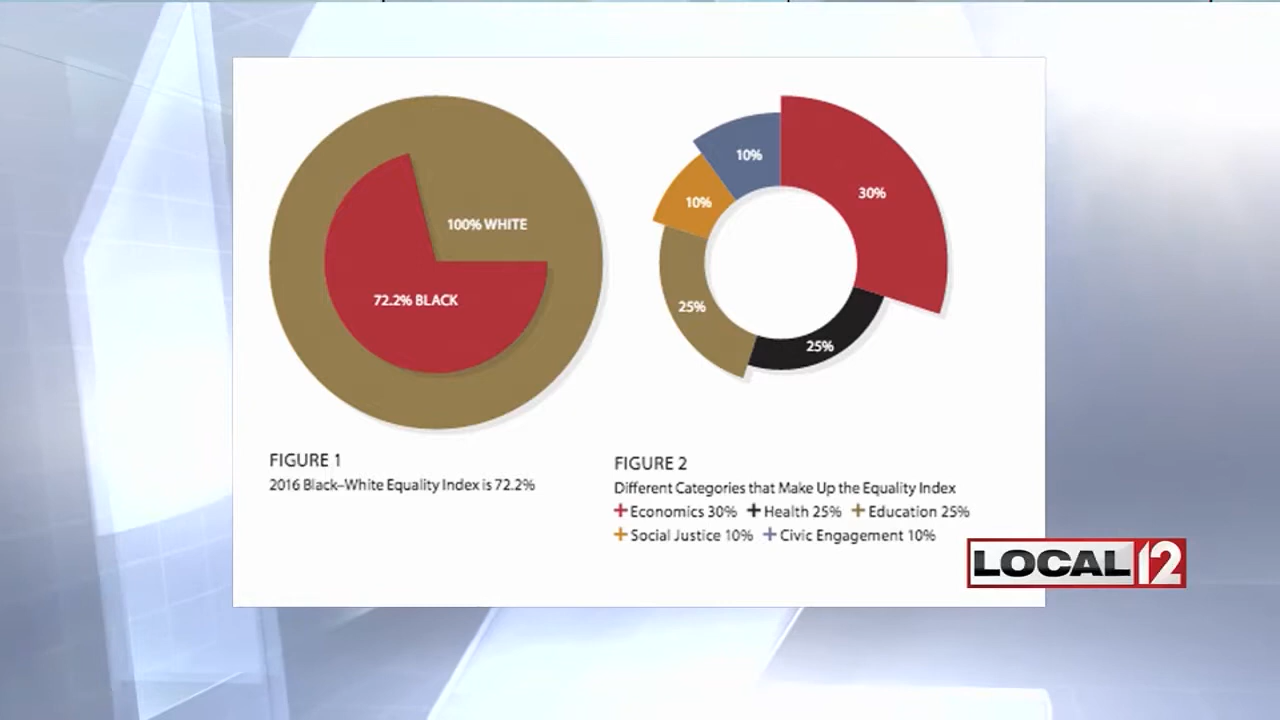 100% WHITE
72.2% BLACK
FIGURE 1
2016 Black–White Equality Index is 72.2%
10%
30%
10%
25%
25%
FIGURE 2
Different Categories that Make Up the Equality Index
+Economics 30% +Health 25% +Education 25%
+Social Justice 10% +Civic Engagement 10%
LOCAL 12